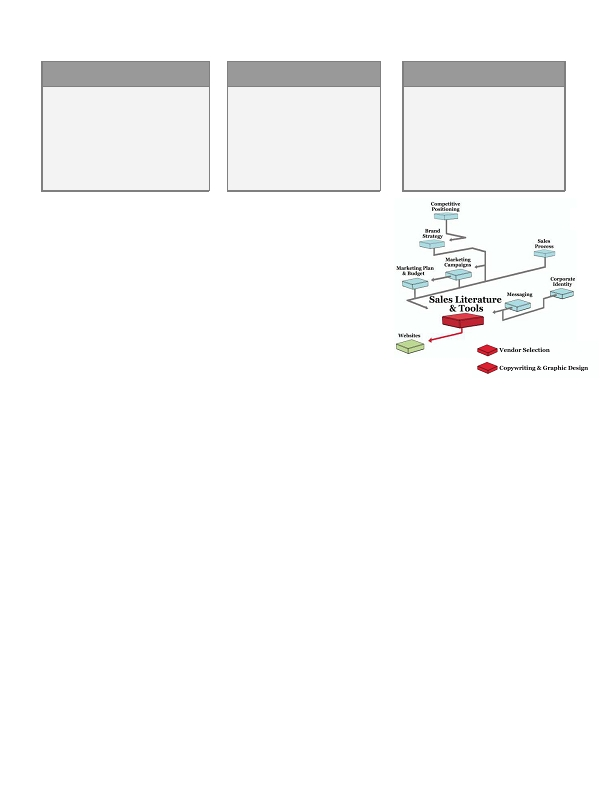 Competitive
Positioning
Brand
Strategy
Sales
Process
Marketing
Campaigns
Marketing Plan
& Budget
Corporate
Identity
Messaging
Sales Literature
& Tools
Websites
Vendor Selection
Copywriting & Graphic Design